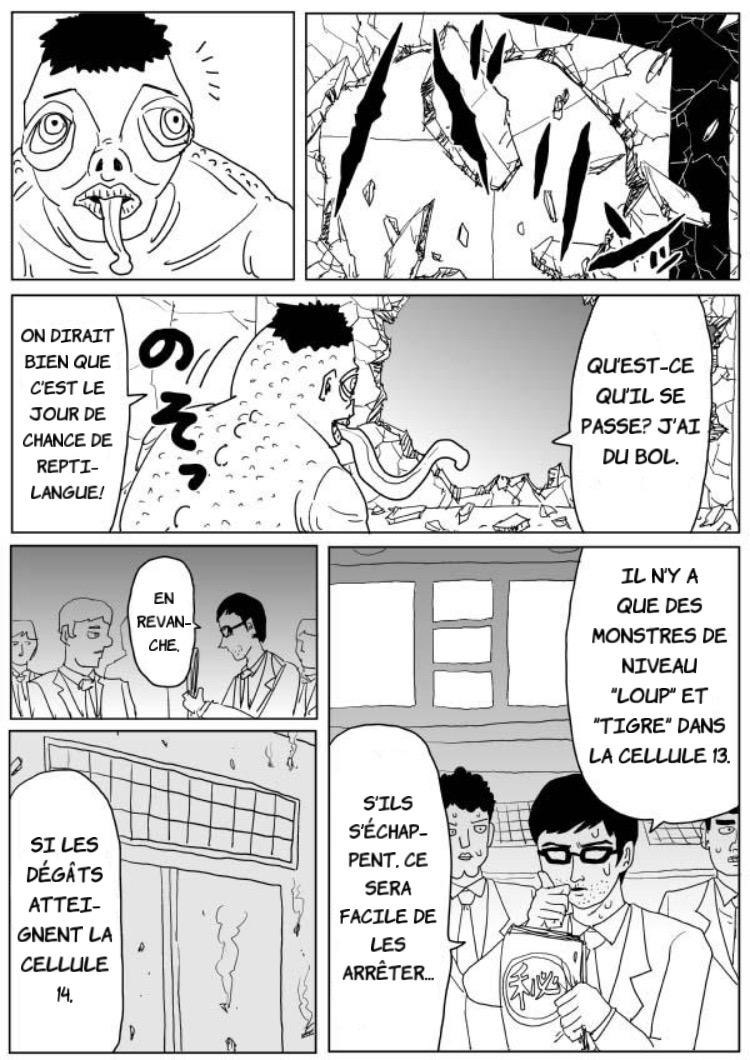 QU'EST-CE
QU'IL SE
PASSE? J'AI
DU BOL.
のそっ
ON DIRAIT
BIEN QUE
C'EST LE
JOUR DE
CHANCE DE
REPTI-
LANGUE!
IL N'Y A
QUE DES
MONSTRES DE
NIVEAU
"LOUP" ET
"TIGRE" DANS
LA CELLULE 13.
S'ILS
S'ÉCHAP-
PENT, CE
SERA
FACILE DE
LES
ARRÊTER...
秘
EN
REVAN-
CHE,
SI LES
DÉGÂTS
ATTEI-
GNENT LA
CELLULE
14,